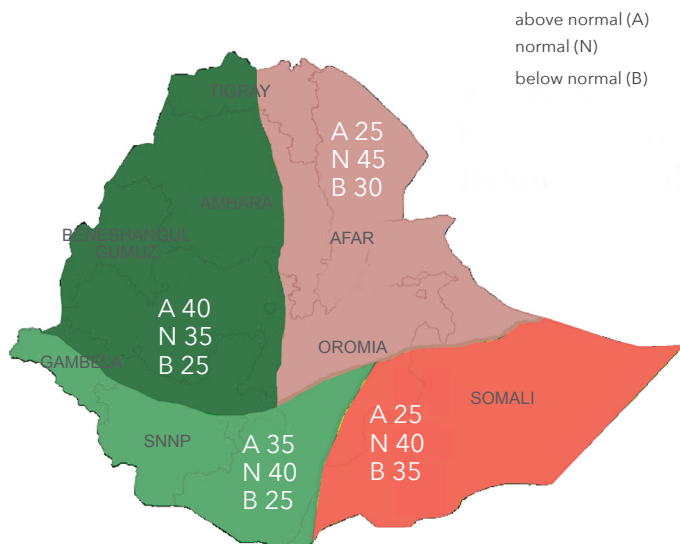 above normal (A)
normal (N)
below normal (B)
TIGRAY
A 25
N 45
B 30
AMHARA
BENESHANGUL
GUMUZ
AFAR
A 40
N 35
B 25
OROMIA
GAMBELA
SOMALI
A 25
N 40
B 35
SNNP
A 35
N 40
B 25